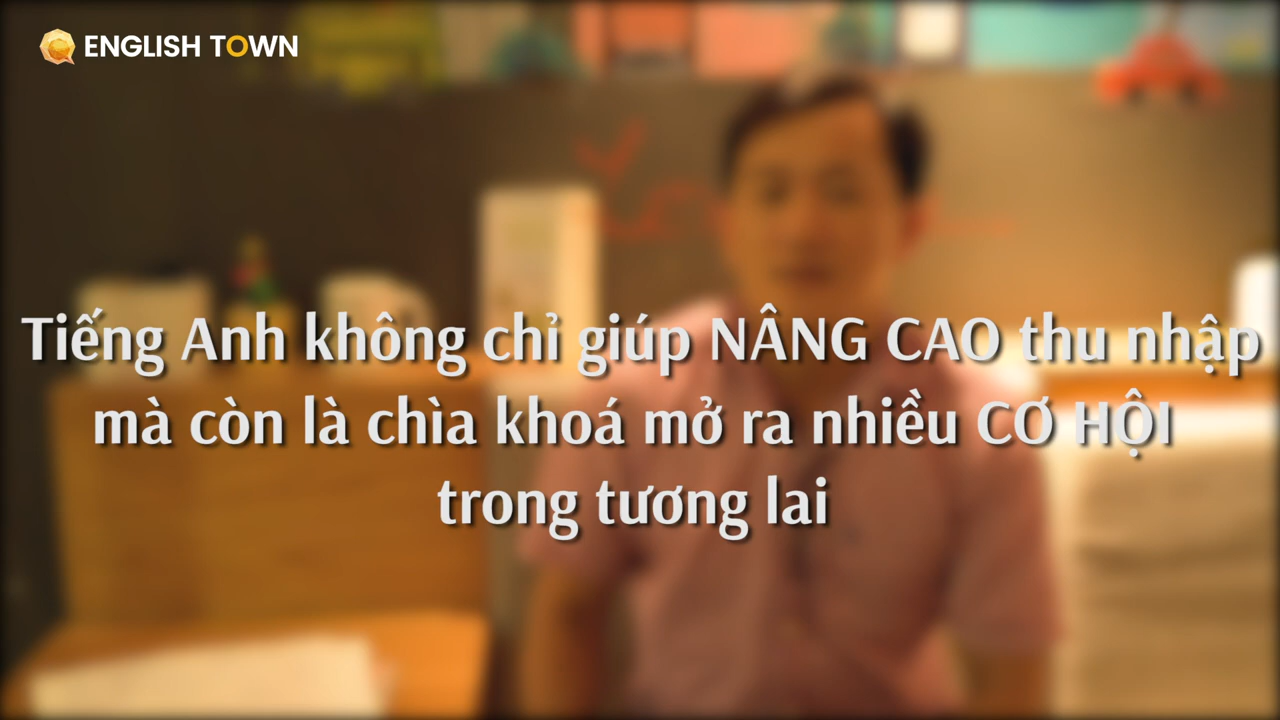 ENGLISH TOWN
Tiếng Anh không chỉ giúp NÂNG CAO thu nhập
mà còn là chìa khoá mở ra nhiều CƠ HỘI
trong tương lai